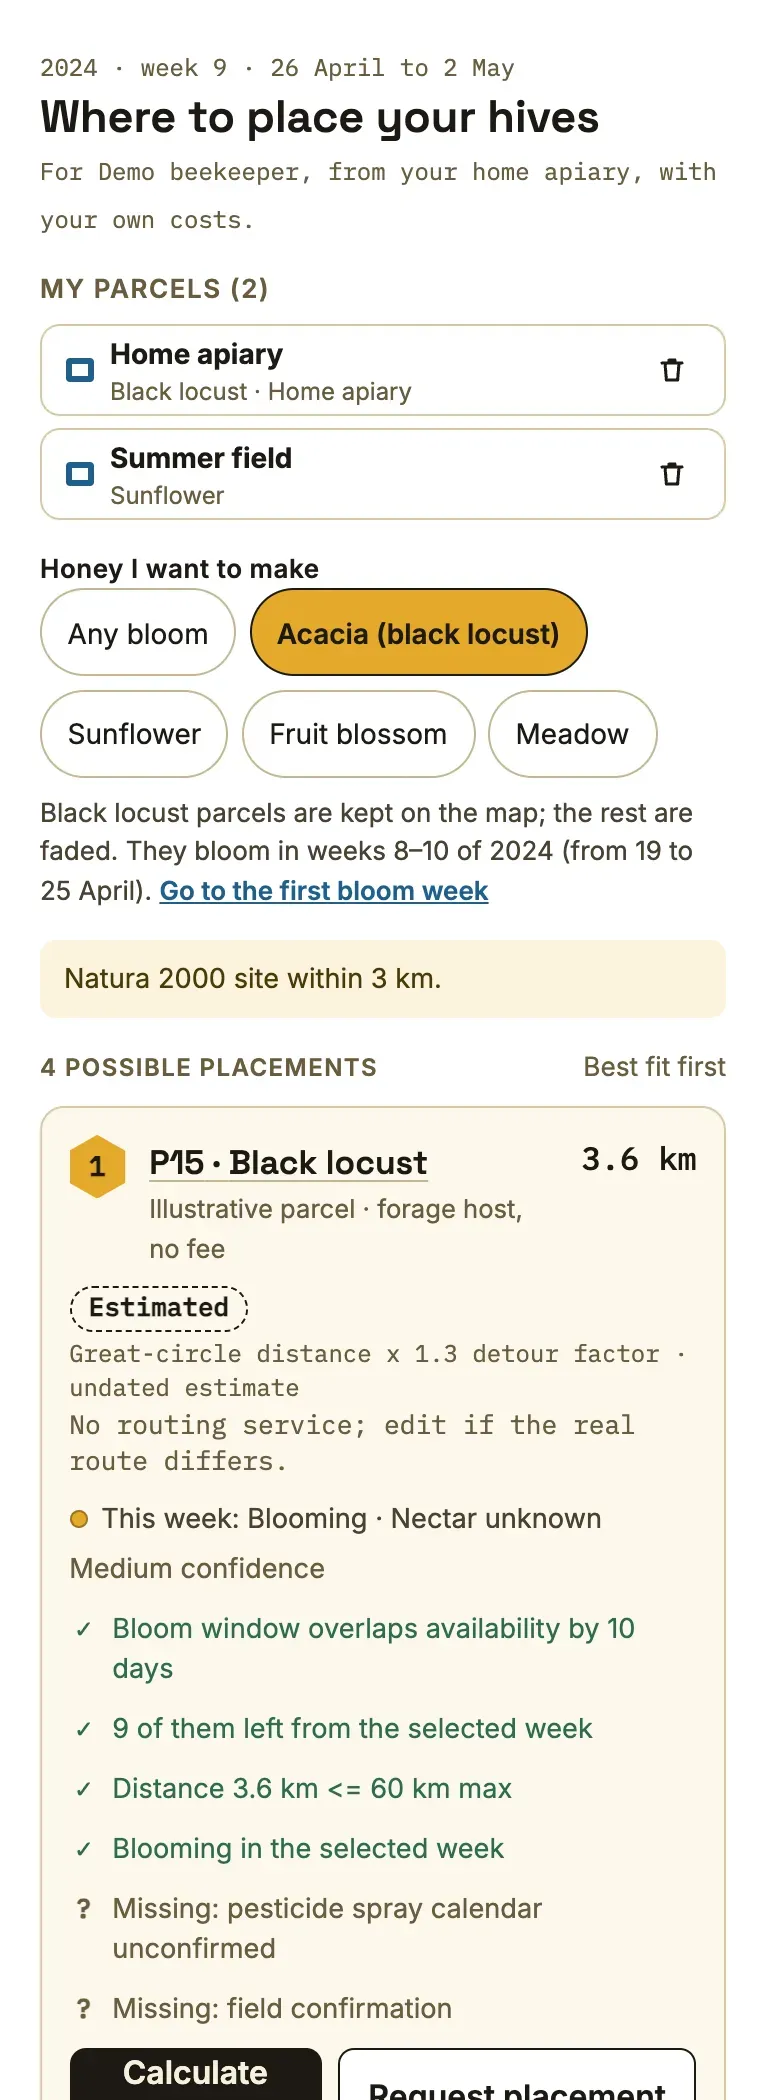 2024 · week 9 · 26 April to 2 May
Where to place your hives
For Demo beekeeper, from your home apiary, with
your own costs.
MY PARCELS (2)
Home apiary
Black locust · Home apiary
Summer field
Sunflower
Honey I want to make
Any bloom
Acacia (black locust)
Sunflower
Fruit blossom
Meadow
Black locust parcels are kept on the map; the rest are
faded. They bloom in weeks 8–10 of 2024 (from 19 to
25 April). Go to the first bloom week
Natura 2000 site within 3 km.
4 POSSIBLE PLACEMENTS
Best fit first
1
P15 · Black locust
3.6 km
Illustrative parcel · forage host,
no fee
Estimated
Great-circle distance x 1.3 detour factor ·
undated estimate
No routing service; edit if the real
route differs.
This week: Blooming · Nectar unknown
Medium confidence
✓ Bloom window overlaps availability by 10
days
✓ 9 of them left from the selected week
✓ Distance 3.6 km <= 60 km max
✓ Blooming in the selected week
? Missing: pesticide spray calendar
unconfirmed
? Missing: field confirmation
Calculate
Request placement